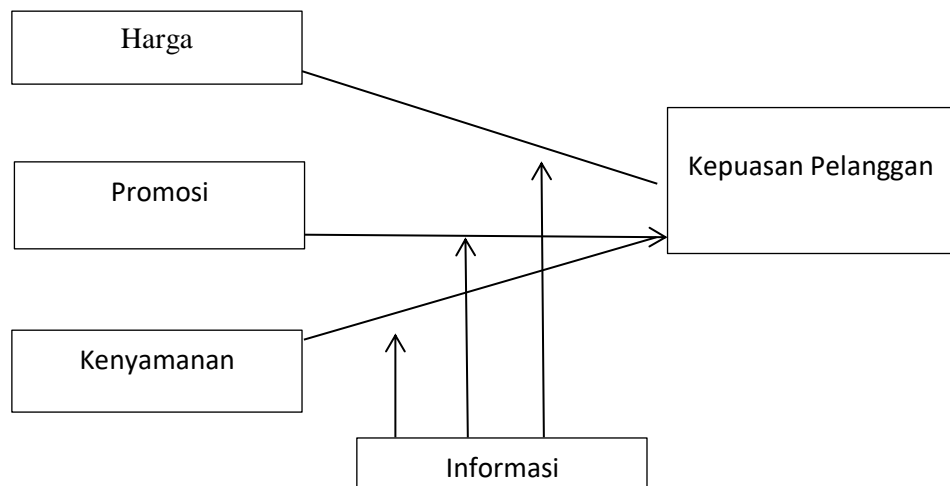 Harga
Kepuasan Pelanggan
Promosi
Kenyamanan
Informasi